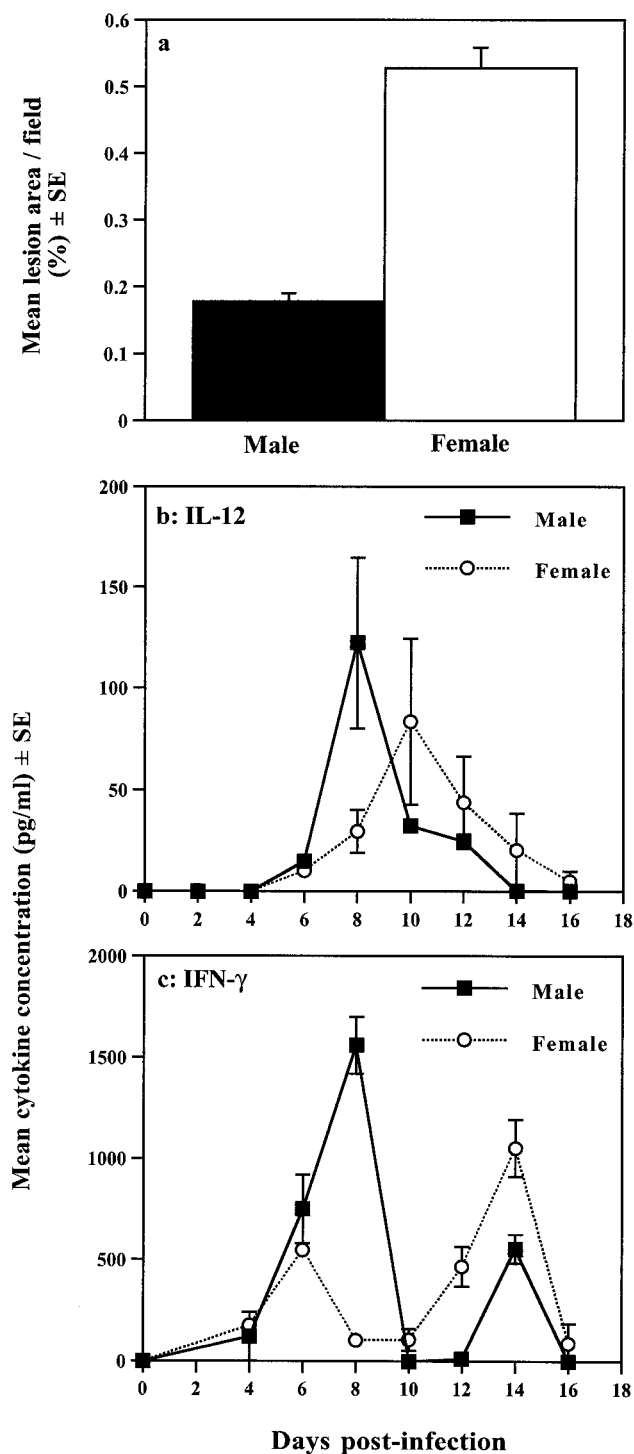 a
0.6
0.5
0.4
0.3
0.2
0.1
0
Mean lesion area / field
(%) ± SE
Male Female
b: IL-12
Male
Female
200
150
100
50
0
0 2 4 6 8 10 12 14 16 18
Mean cytokine concentration (pg/ml) ± SE
c: IFN-γ
Male
Female
2000
1500
1000
500
0
0 2 4 6 8 10 12 14 16 18
Days post-infection